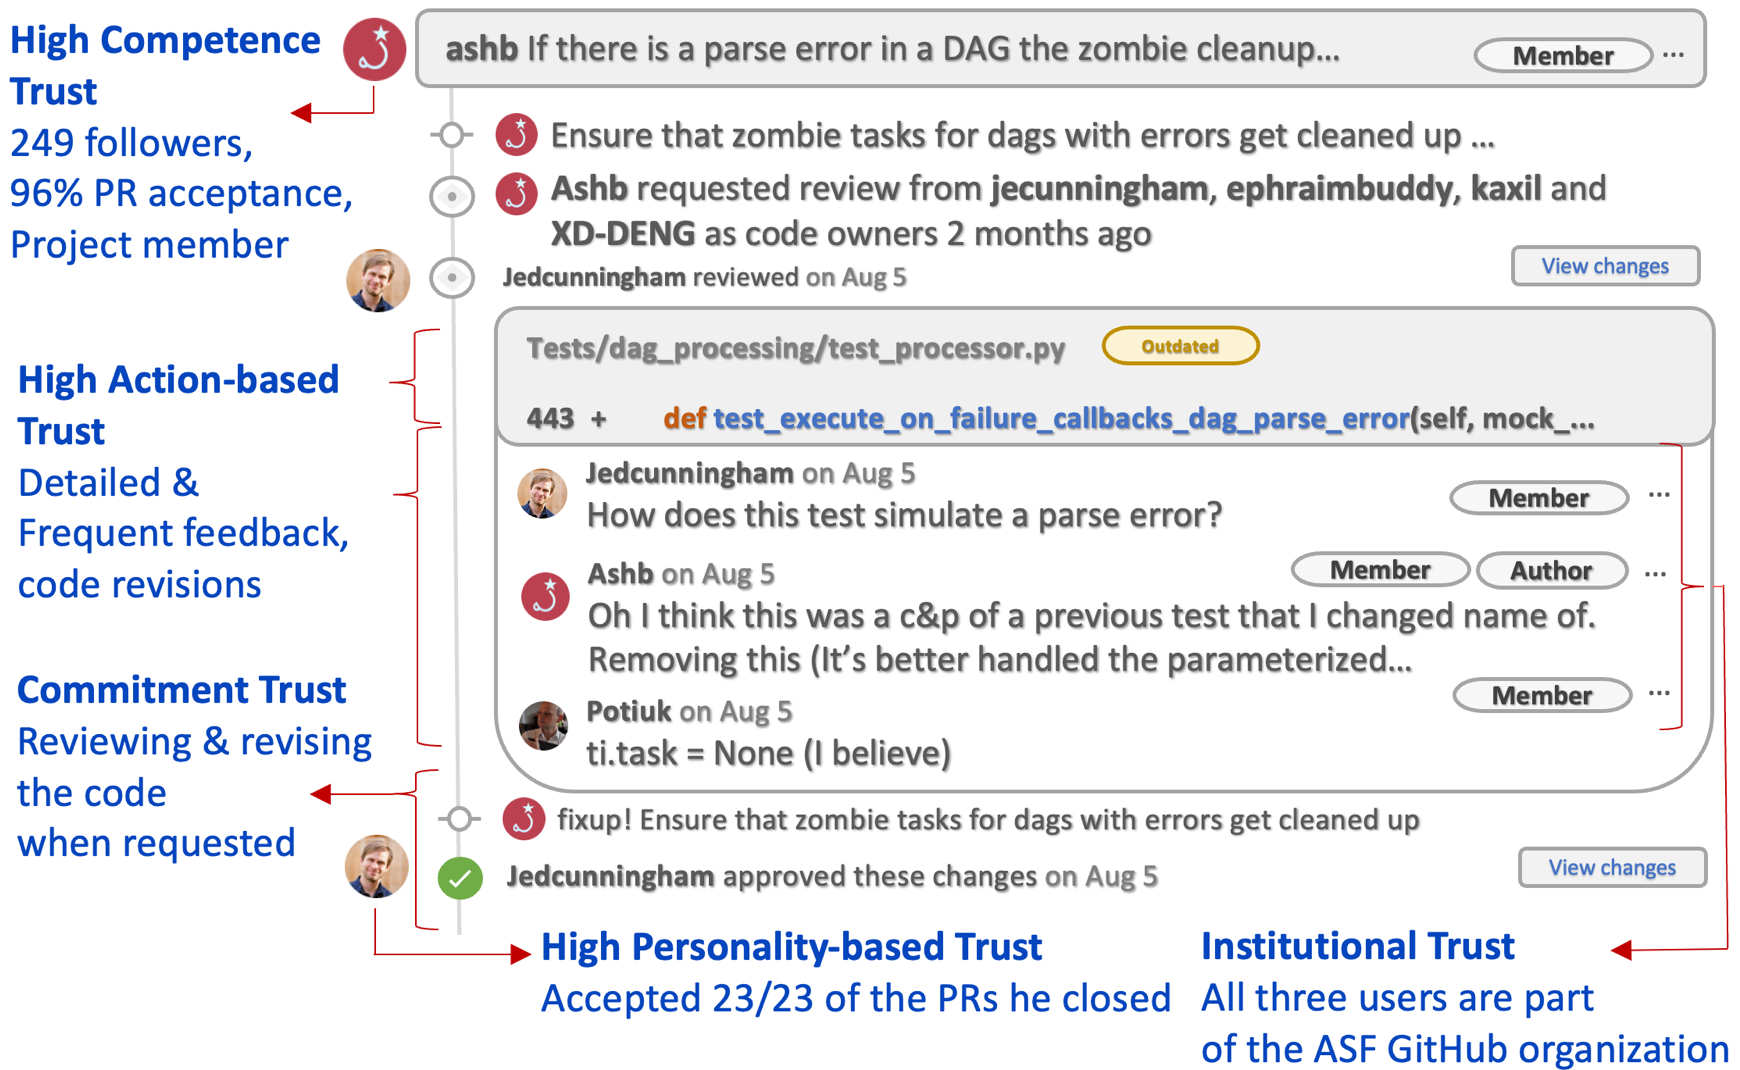 High Competence
Trust
249 followers,
96% PR acceptance,
Project member
ashb If there is a parse error in a DAG the zombie cleanup...
Member ...
Ensure that zombie tasks for dags with errors get cleaned up ...
Ashb requested review from jecunningham, ephraimbuddy, kaxil and
XD-DENG as code owners 2 months ago
Jedcunningham reviewed on Aug 5
View changes
High Action-based
Trust
Detailed &
Frequent feedback,
code revisions
Tests/dag_processing/test_processor.py
Outdated
443 + def test_execute_on_failure_callbacks_dag_parse_error(self, mock_...
Jedcunningham on Aug 5
Member ...
How does this test simulate a parse error?
Ashb on Aug 5
Member Author ...
Oh I think this was a c&p of a previous test that I changed name of.
Removing this (It's better handled the parameterized...
Potiuk on Aug 5
Member ...
ti.task = None (I believe)
Commitment Trust
Reviewing & revising
the code
when requested
fixup! Ensure that zombie tasks for dags with errors get cleaned up
Jedcunningham approved these changes on Aug 5
View changes
High Personality-based Trust
Accepted 23/23 of the PRs he closed
Institutional Trust
All three users are part
of the ASF GitHub organization